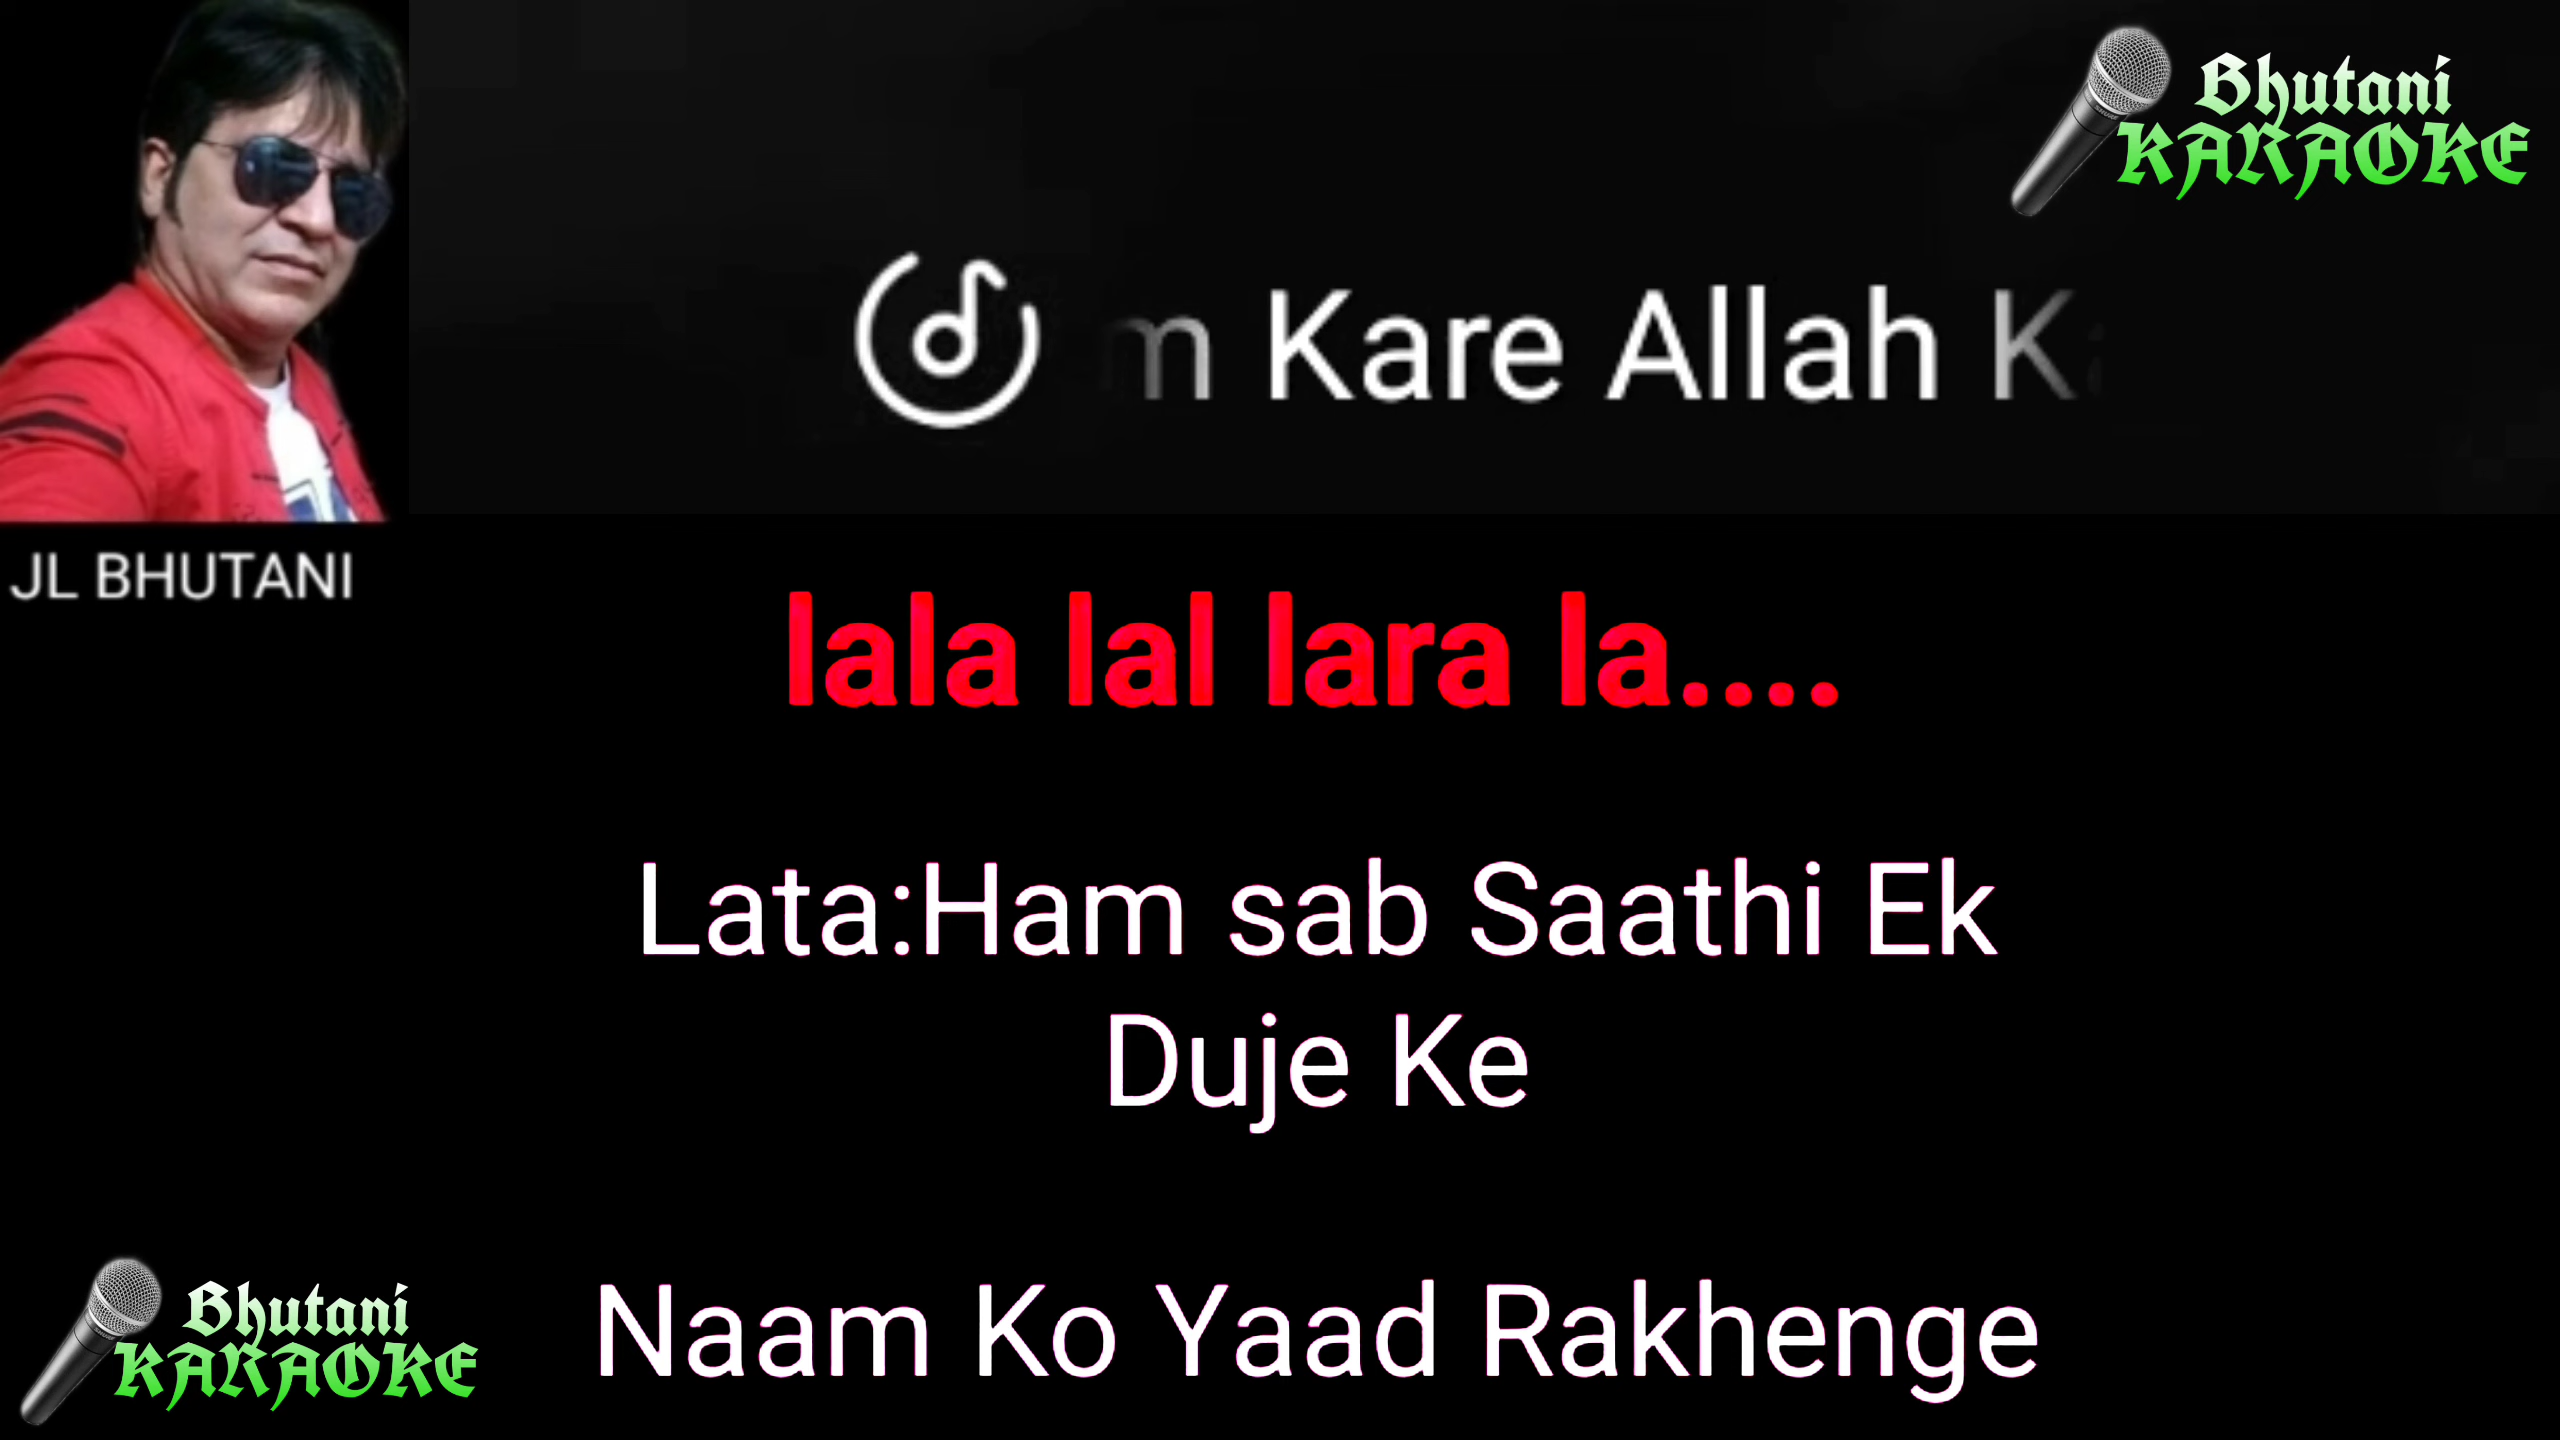 Bhutani
KARAOKE
m Kare Allah K
JL BHUTANI
lala lal lara la....
Lata:Ham sab Saathi Ek
Duje Ke
Naam Ko Yaad Rakhenge
Bhutani
KARAOKE